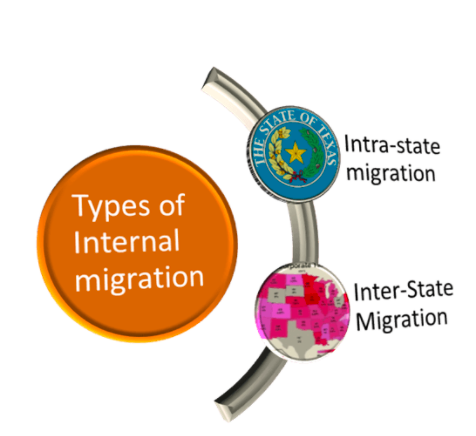 Types of
Internal
migration
THE STATE OF TEXAS
Intra-state
migration
Inter-State
Migration